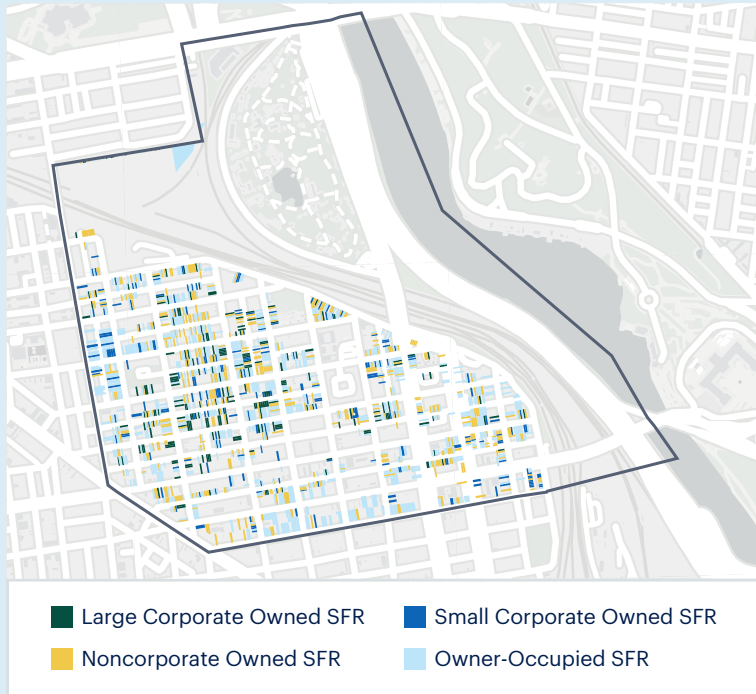 Large Corporate Owned SFR
Small Corporate Owned SFR
Noncorporate Owned SFR
Owner-Occupied SFR